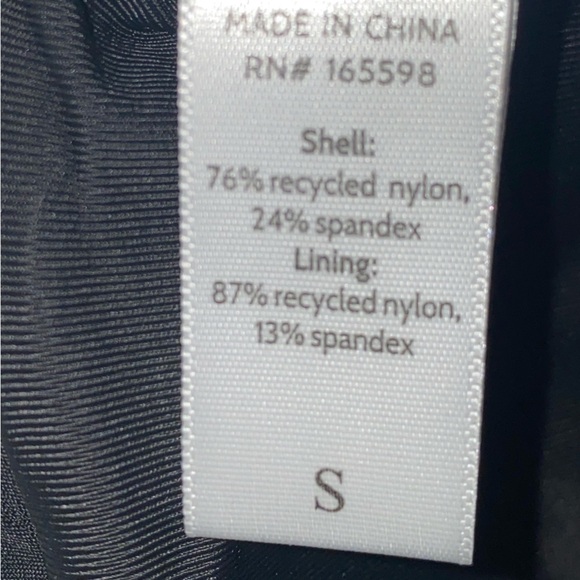 MADE IN CHINA
RN# 165598
Shell:
76% recycled nylon,
24% spandex
Lining:
87% recycled nylon,
13% spandex
S